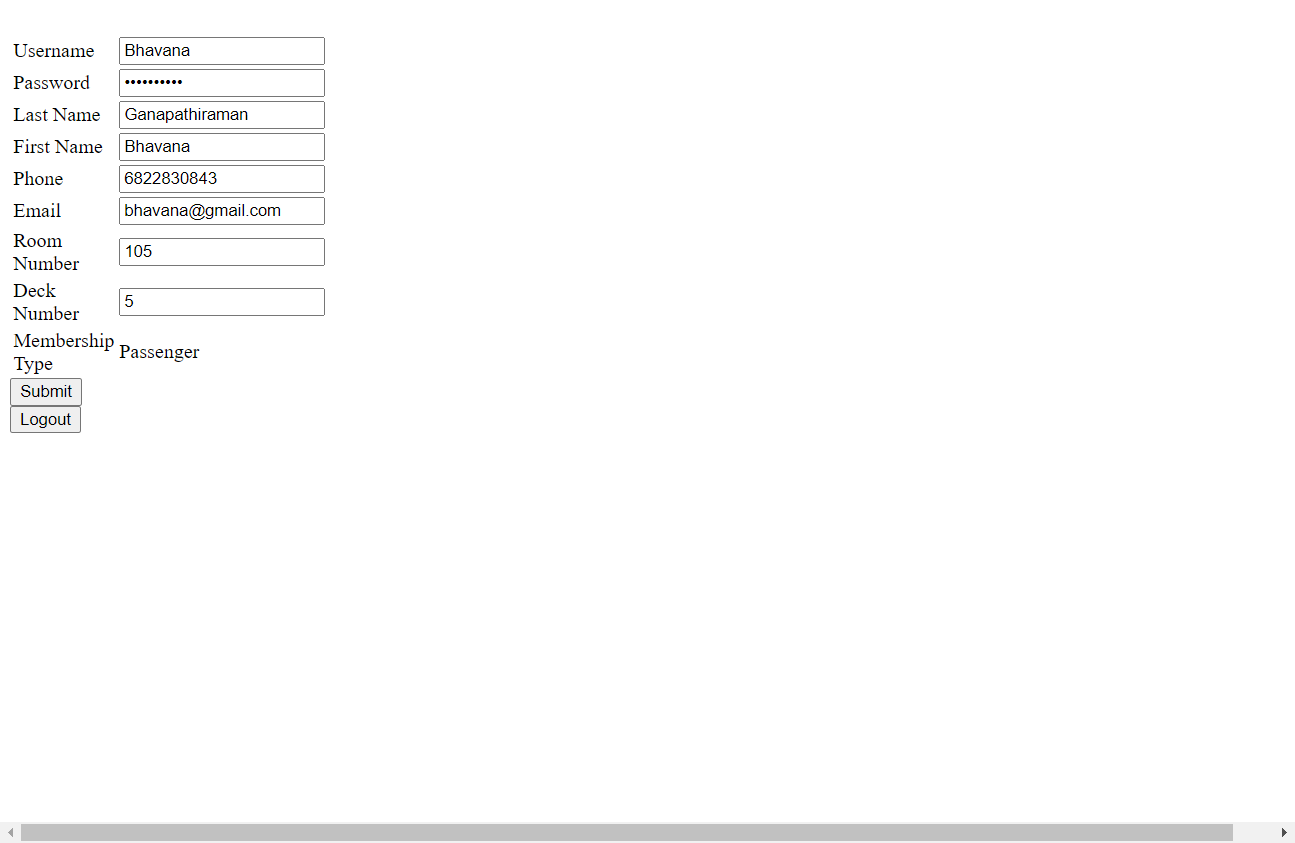 Username Bhavana
Password ••••••••••
Last Name Ganapathiraman
First Name Bhavana
Phone 6822830843
Email bhavana@gmail.com
Room
Number 105
Deck
Number 5
Membership
Type Passenger
Submit
Logout